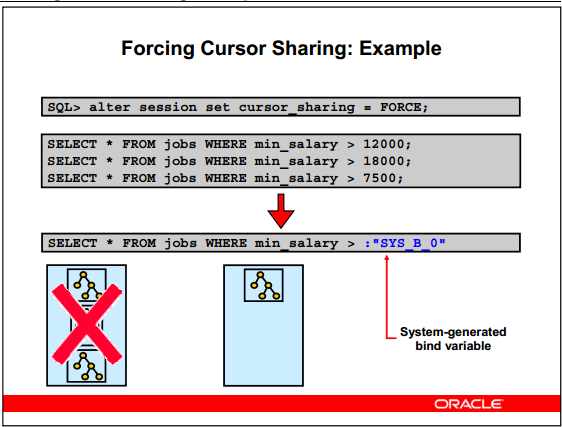 Forcing Cursor Sharing: Example
SQL> alter session set cursor_sharing = FORCE;
SELECT * FROM jobs WHERE min_salary > 12000;
SELECT * FROM jobs WHERE min_salary > 18000;
SELECT * FROM jobs WHERE min_salary > 7500;
SELECT * FROM jobs WHERE min_salary > :"SYS_B_0"
System-generated
bind variable
ORACLE